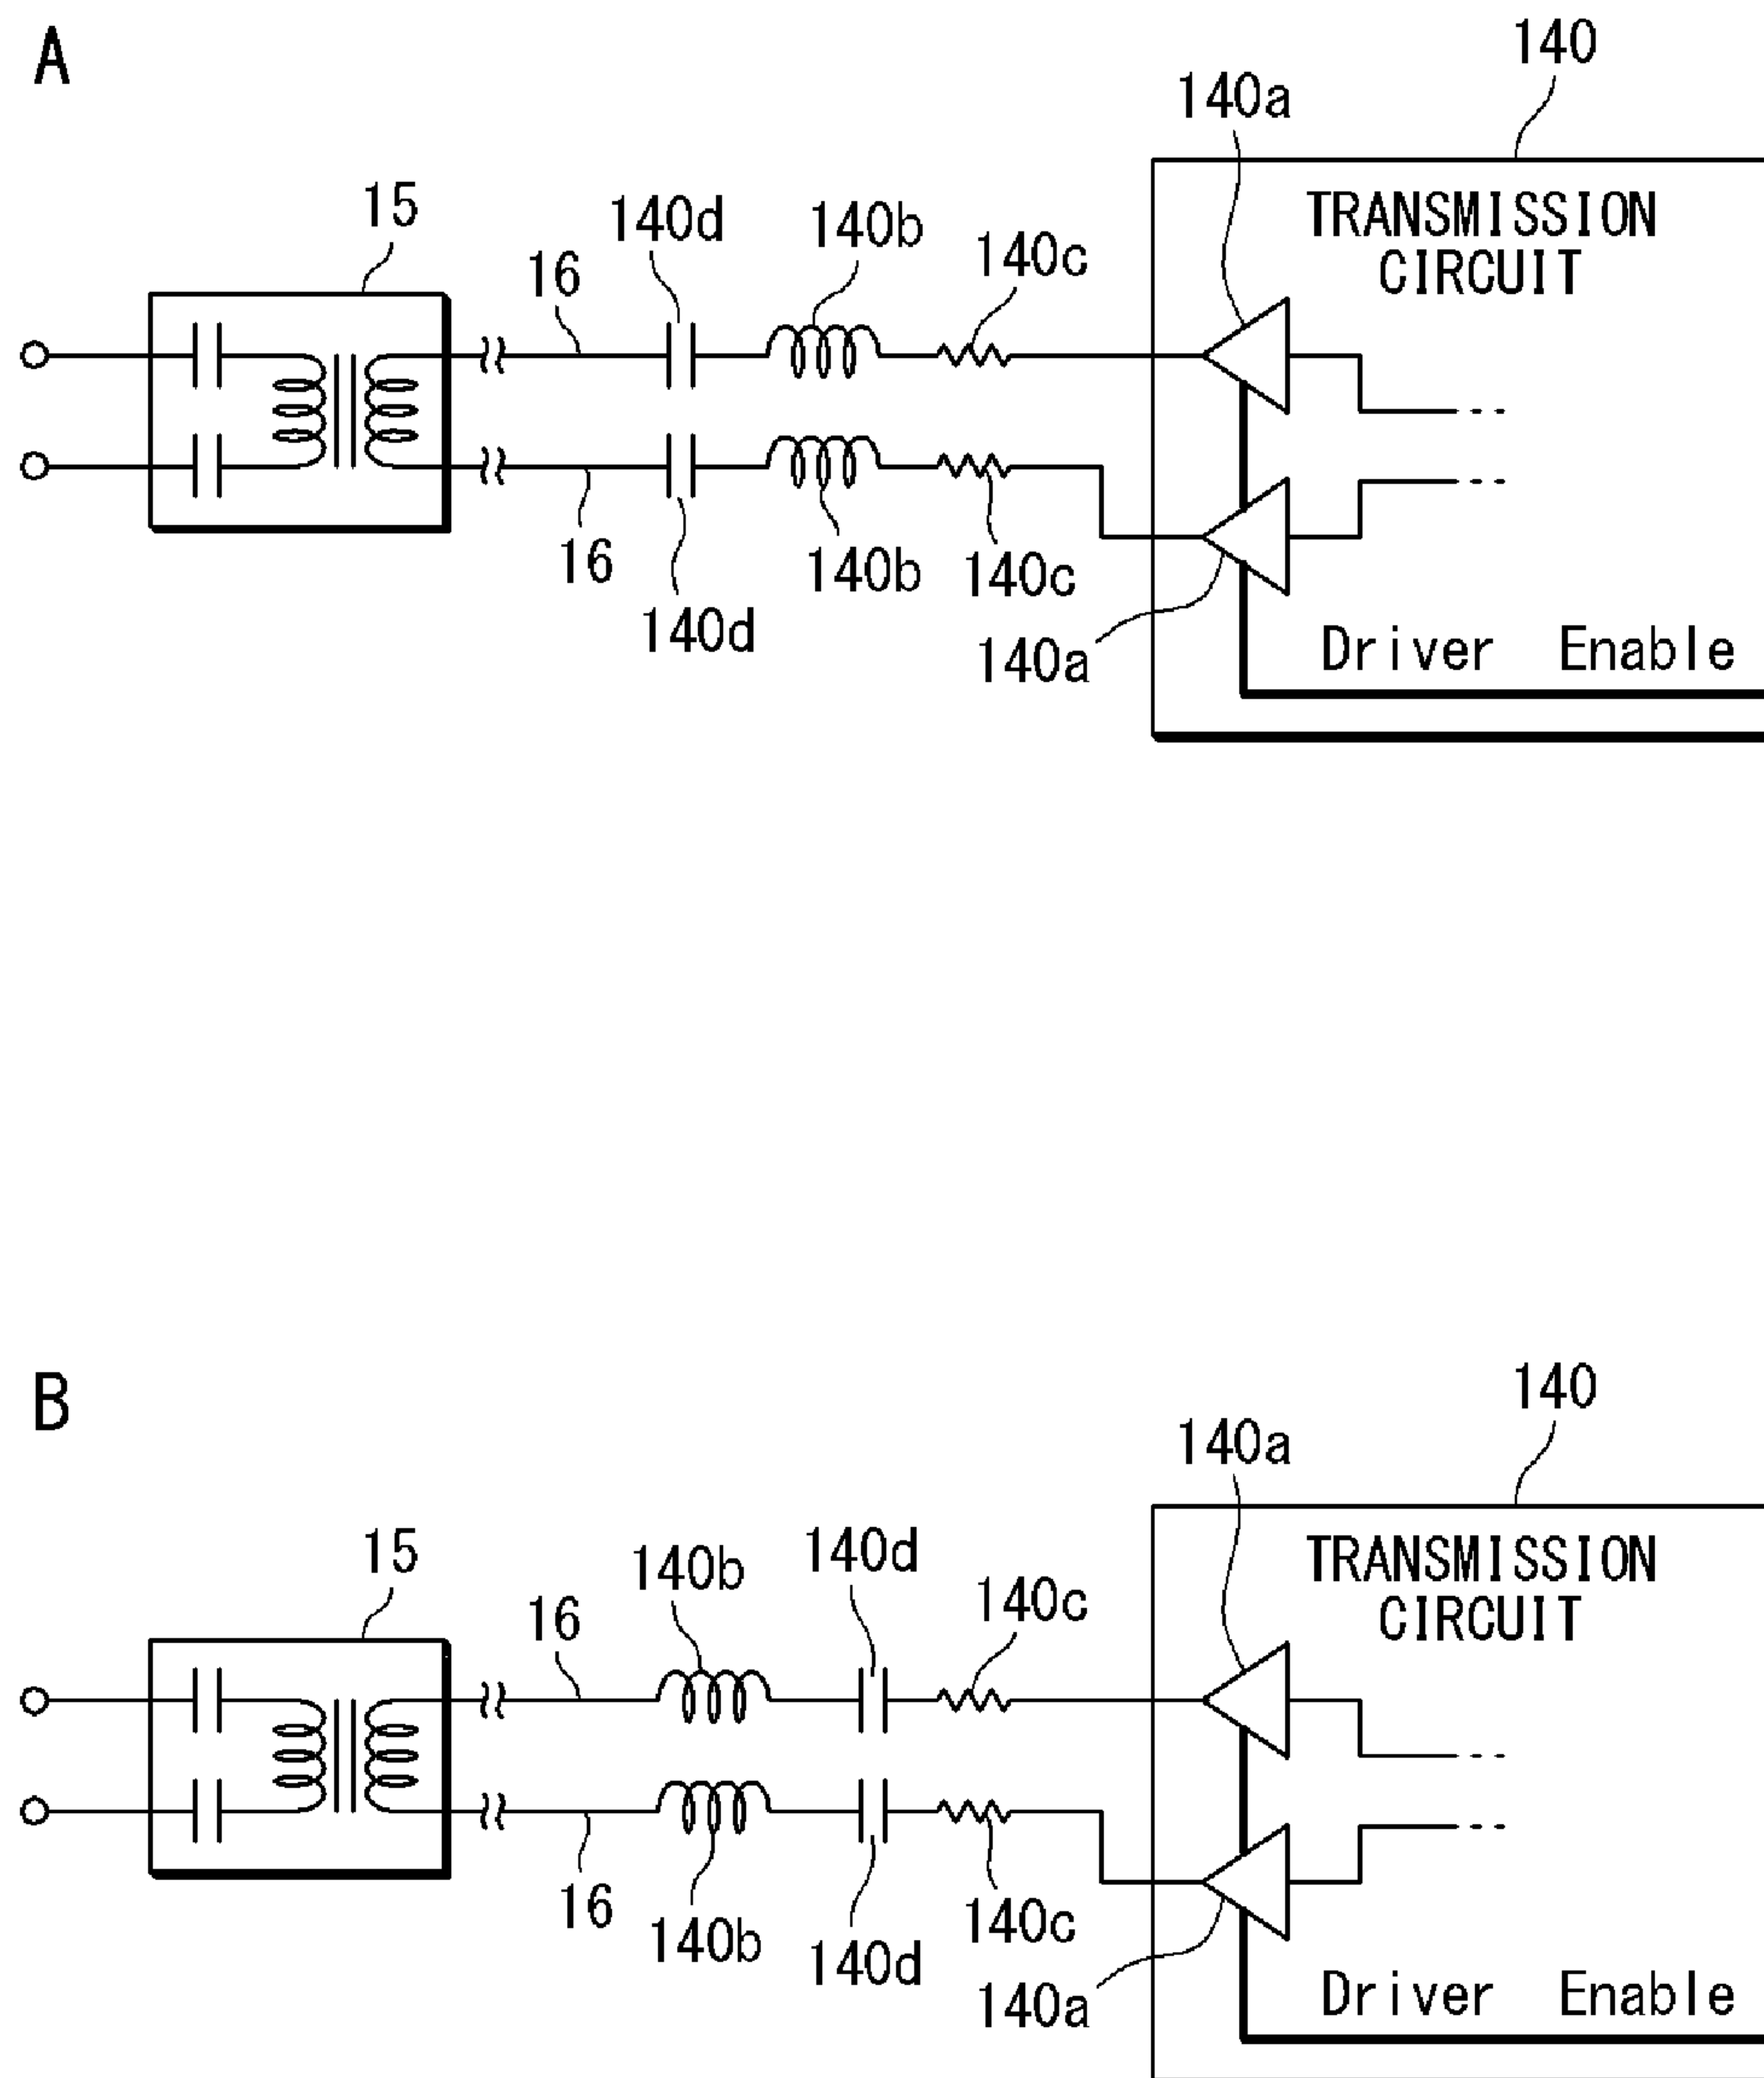 A
140
140a
TRANSMISSION
CIRCUIT
15
140d
140b
140c
16
16
140b
140c
140d
140a
Driver Enable
B
140
140a
TRANSMISSION
CIRCUIT
15
140b
140d
140c
16
16
140b
140d
140c
140a
Driver Enable